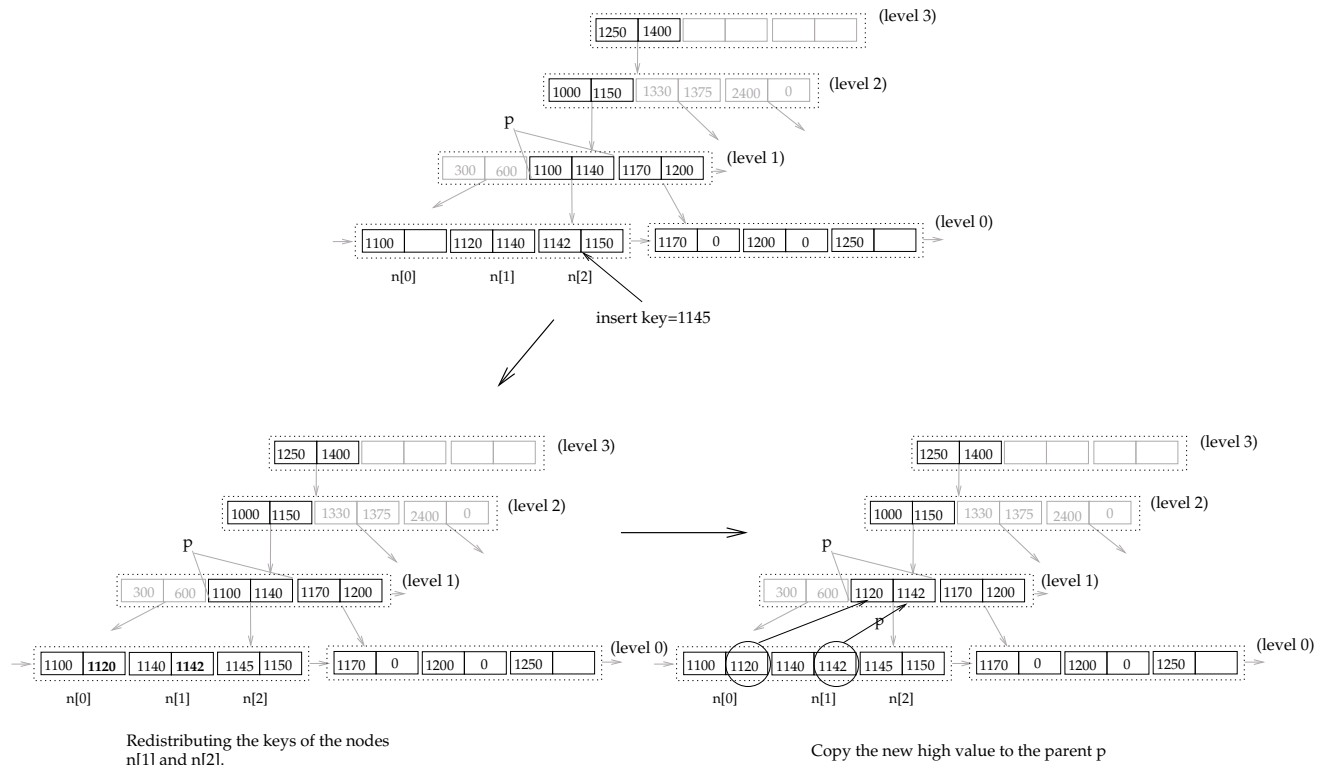 1250 1400 (level 3)
1000 1150 1330 1375 2400 0 (level 2)
p
300 600 1100 1140 1170 1200 (level 1)
1100 1120 1140 1142 1150 1170 0 1200 0 1250 (level 0)
n[0] n[1] n[2]
insert key=1145
1250 1400 (level 3)
1000 1150 1330 1375 2400 0 (level 2)
p
300 600 1100 1140 1170 1200 (level 1)
1100 1120 1140 1142 1145 1150 1170 0 1200 0 1250 (level 0)
n[0] n[1] n[2]
Redistributing the keys of the nodes
n[1] and n[2].
1250 1400 (level 3)
1000 1150 1330 1375 2400 0 (level 2)
p
300 600 1120 1142 1170 1200 (level 1)
p
1100 1120 1140 1142 1145 1150 1170 0 1200 0 1250 (level 0)
n[0] n[1] n[2]
Copy the new high value to the parent p